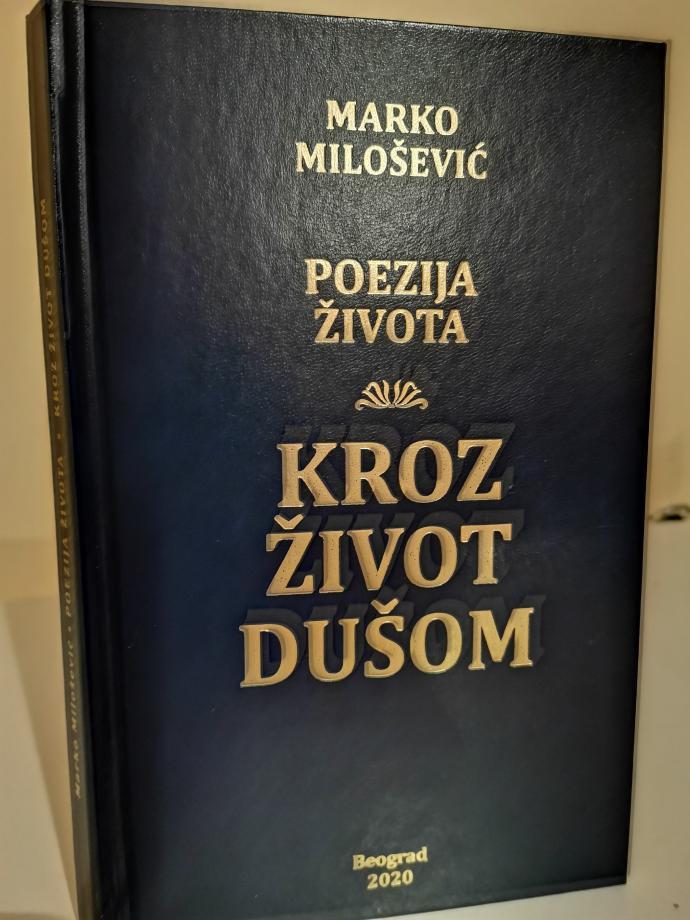 MARKO
MILOŠEVIĆ
POEZIJA
ŽIVOTA
KROZ
ŽIVOT
DUŠOM
Beograd
2020
Marko Milošević • POEZIJA ŽIVOTA • KROZ ŽIVOT DUŠOM